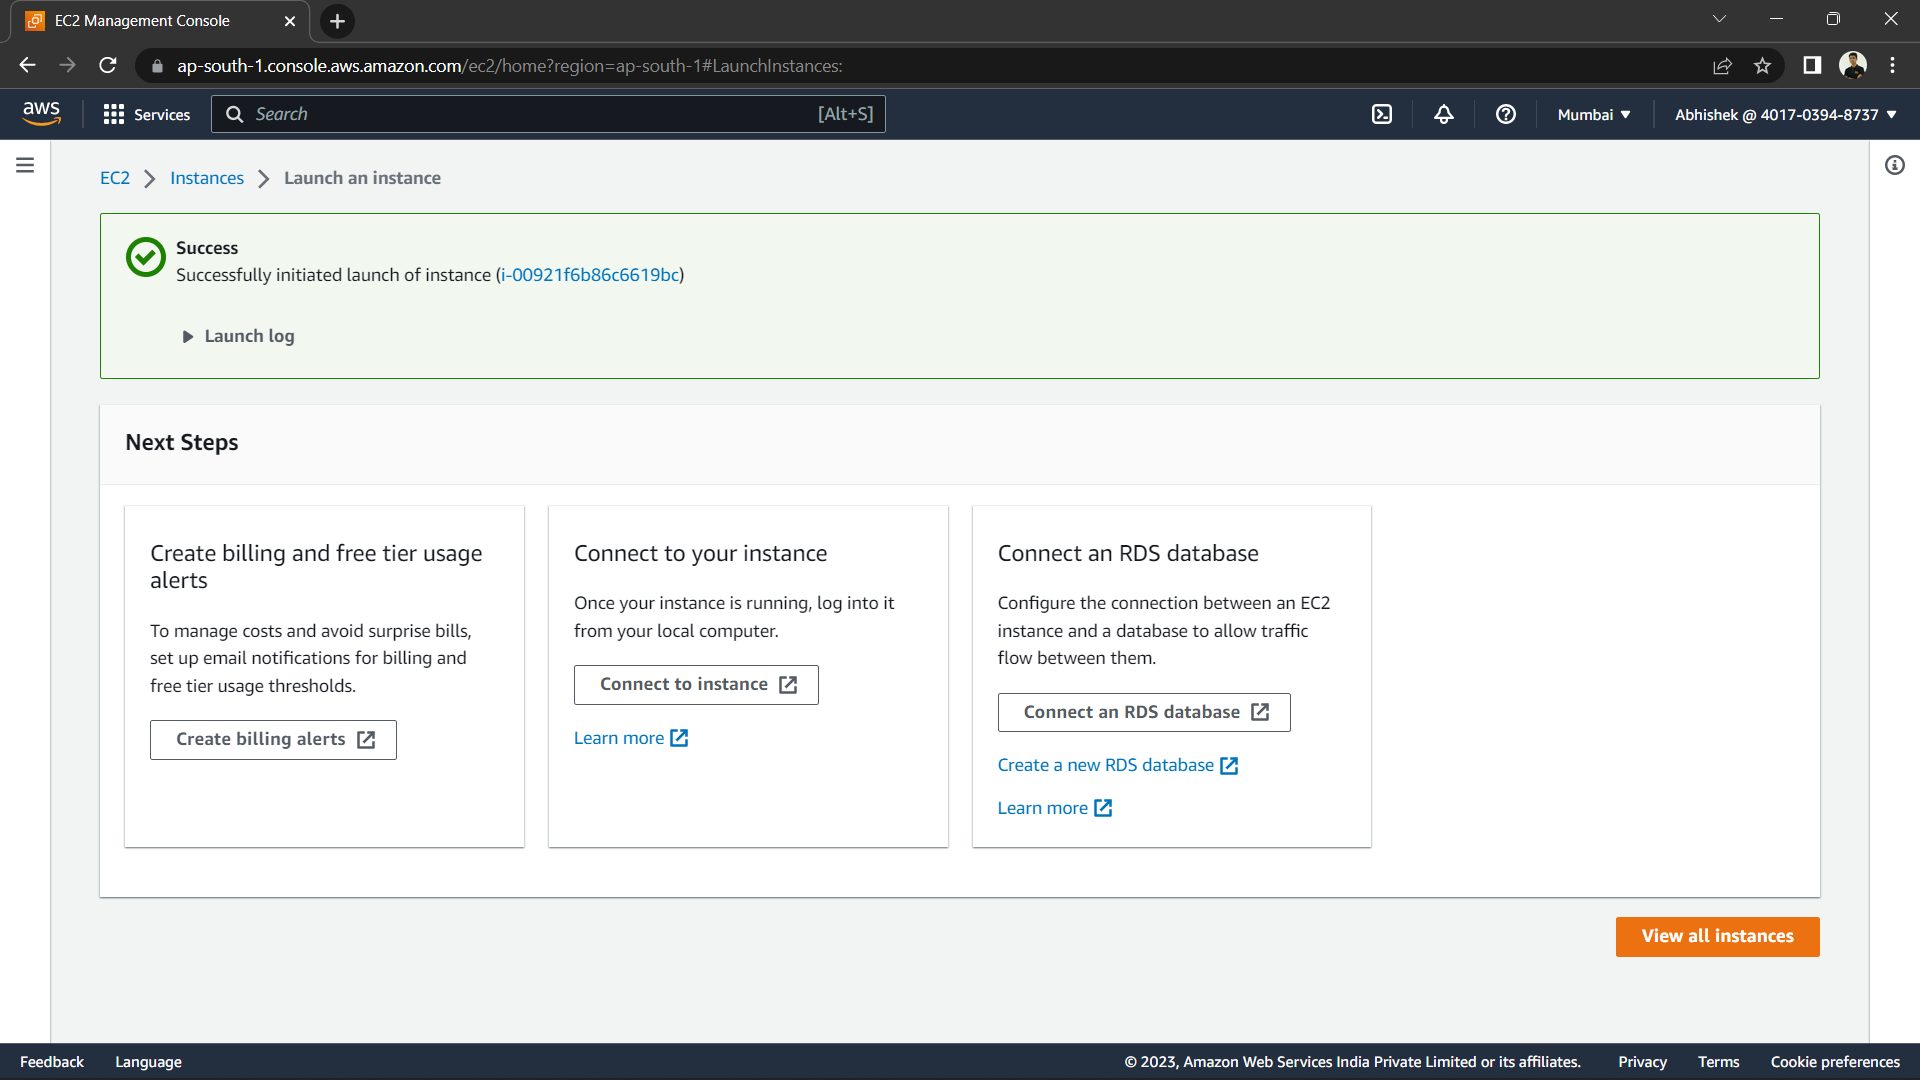 EC2 Management Console
ap-south-1.console.aws.amazon.com/ec2/home?region=ap-south-1#LaunchInstances:
aws
Services
Search
[Alt+S]
Mumbai
Abhishek @ 4017-0394-8737
EC2
Instances
Launch an instance
Success
Successfully initiated launch of instance (i-00921f6b86c6619bc)
Launch log
Next Steps
Create billing and free tier usage
alerts
To manage costs and avoid surprise bills,
set up email notifications for billing and
free tier usage thresholds.
Create billing alerts
Connect to your instance
Once your instance is running, log into it
from your local computer.
Connect to instance
Learn more
Connect an RDS database
Configure the connection between an EC2
instance and a database to allow traffic
flow between them.
Connect an RDS database
Create a new RDS database
Learn more
View all instances
Feedback
Language
© 2023, Amazon Web Services India Private Limited or its affiliates.
Privacy
Terms
Cookie preferences